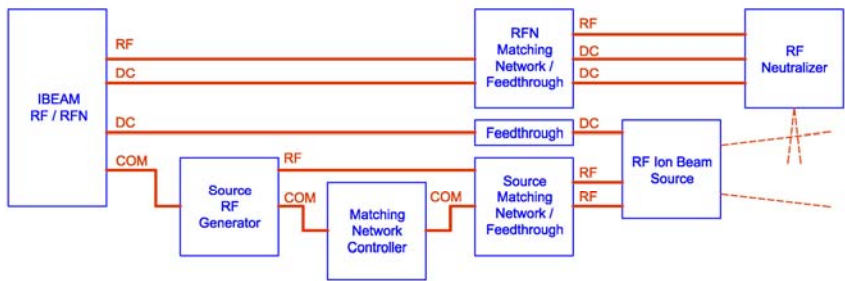 RF
RFN
Matching
Network /
Feedthrough
RF
DC
DC
RF
Neutralizer
DC
IBEAM
RF / RFN
DC
Feedthrough
DC
RF Ion Beam
Source
COM
Source
RF
Generator
RF
COM
Matching
Network
Controller
COM
Source
Matching
Network /
Feedthrough
RF
RF